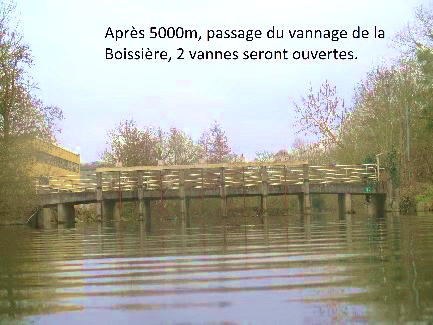 Après 5000m, passage du vannage de la
Boissière, 2 vannes seront ouvertes.